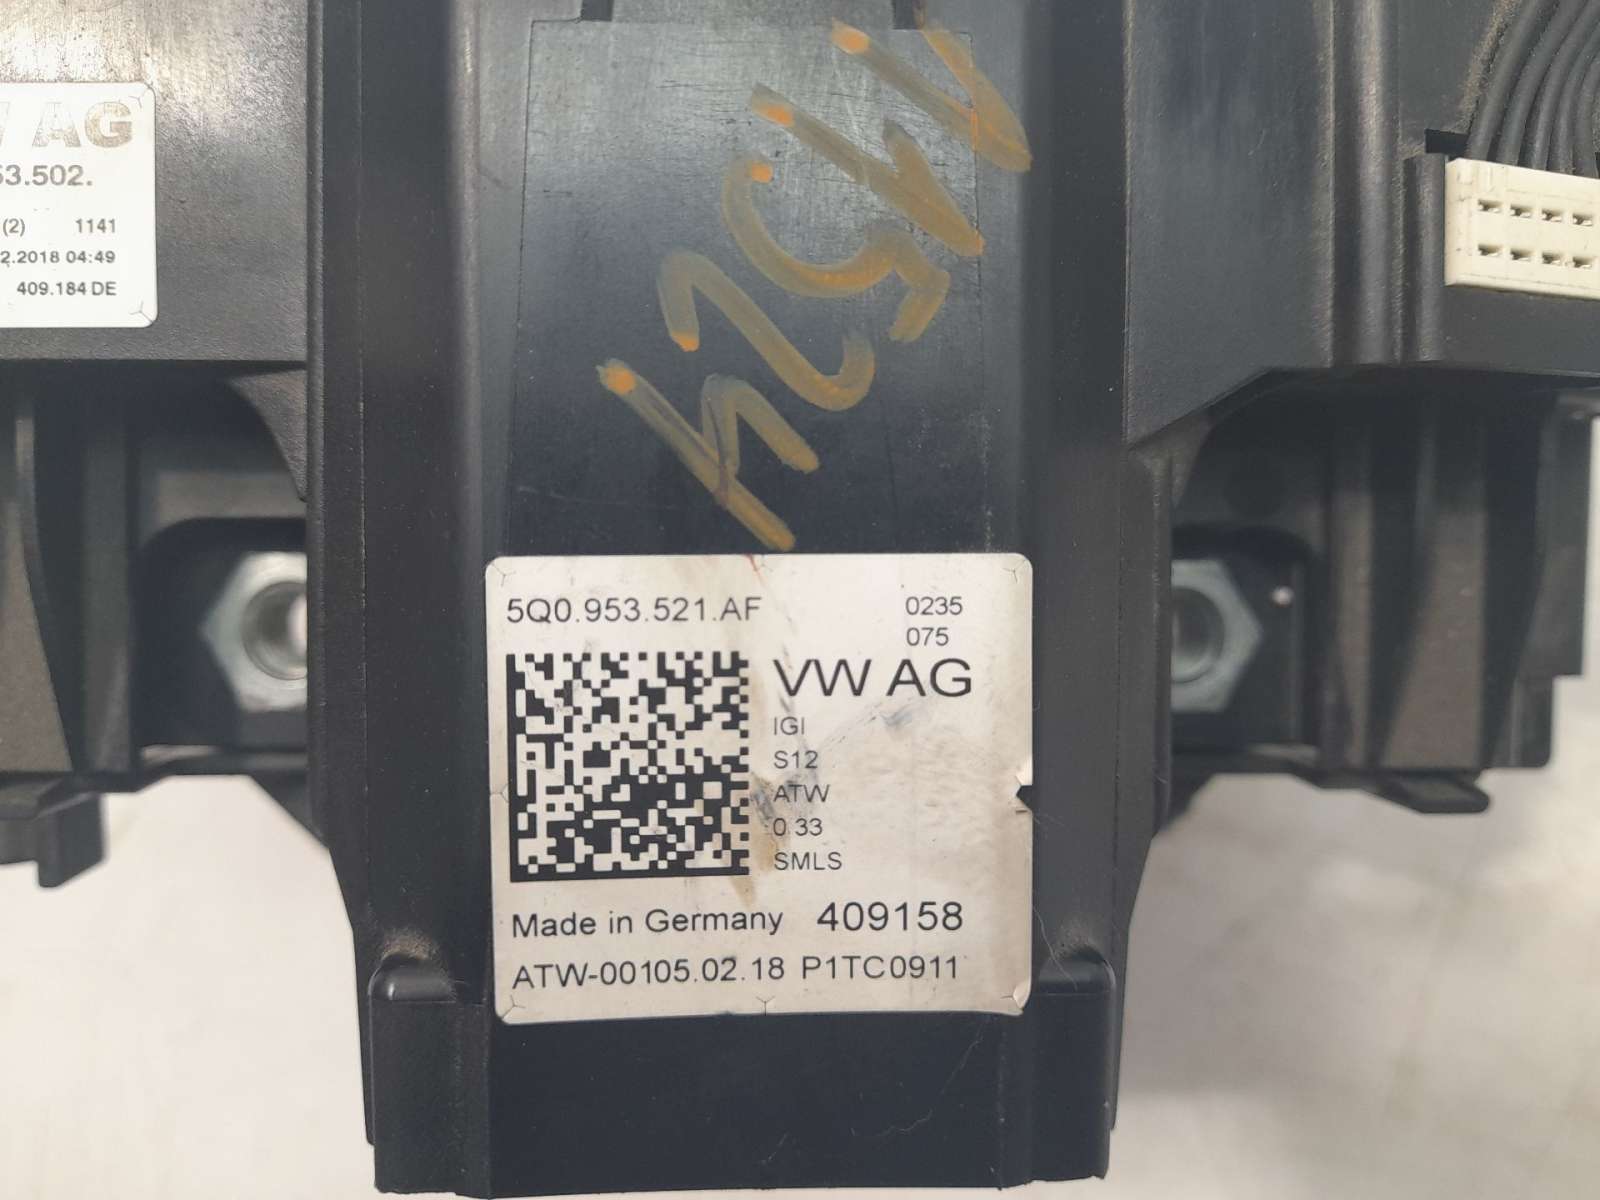 W AG
53.502.
(2) 1141
2.2018 04:49
409.184 DE
5Q0.953.521.AF 0235
075
VW AG
IGI
S12
ATW
0.33
SMLS
Made in Germany 409158
ATW-00105.02.18 P1TC0911